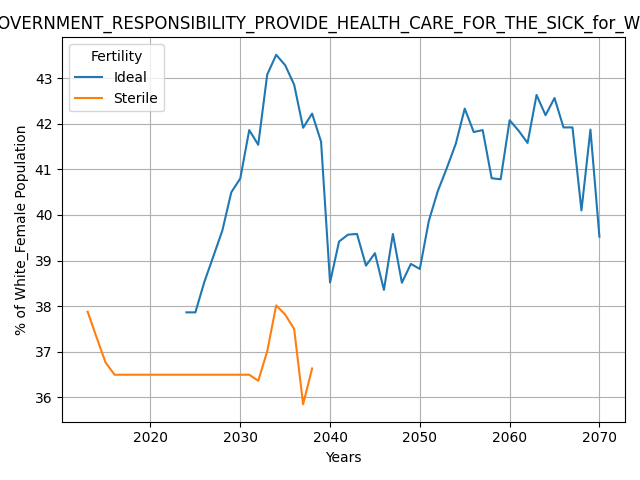 OVERNMENT_RESPONSIBILITY_PROVIDE_HEALTH_CARE_FOR_THE_SICK_for_W
Fertility
Ideal
Sterile
% of White_Female Population
43
42
41
40
39
38
37
36
2020 2030 2040 2050 2060 2070
Years